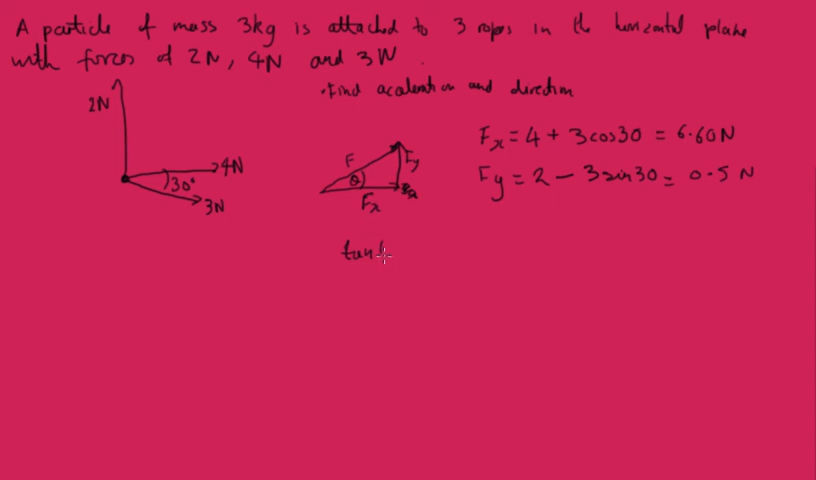 A particle of mass 3kg is attached to 3 ropes in the horizontal plane
with forces of 2N, 4N and 3N.
• Find acaleration and direction
2N
4N
30°
3N
F
Fy
θ
Fx
Fx = 4 + 3cos30 = 6.60N
Fy = 2 - 3sin30 = 0.5 N
tan